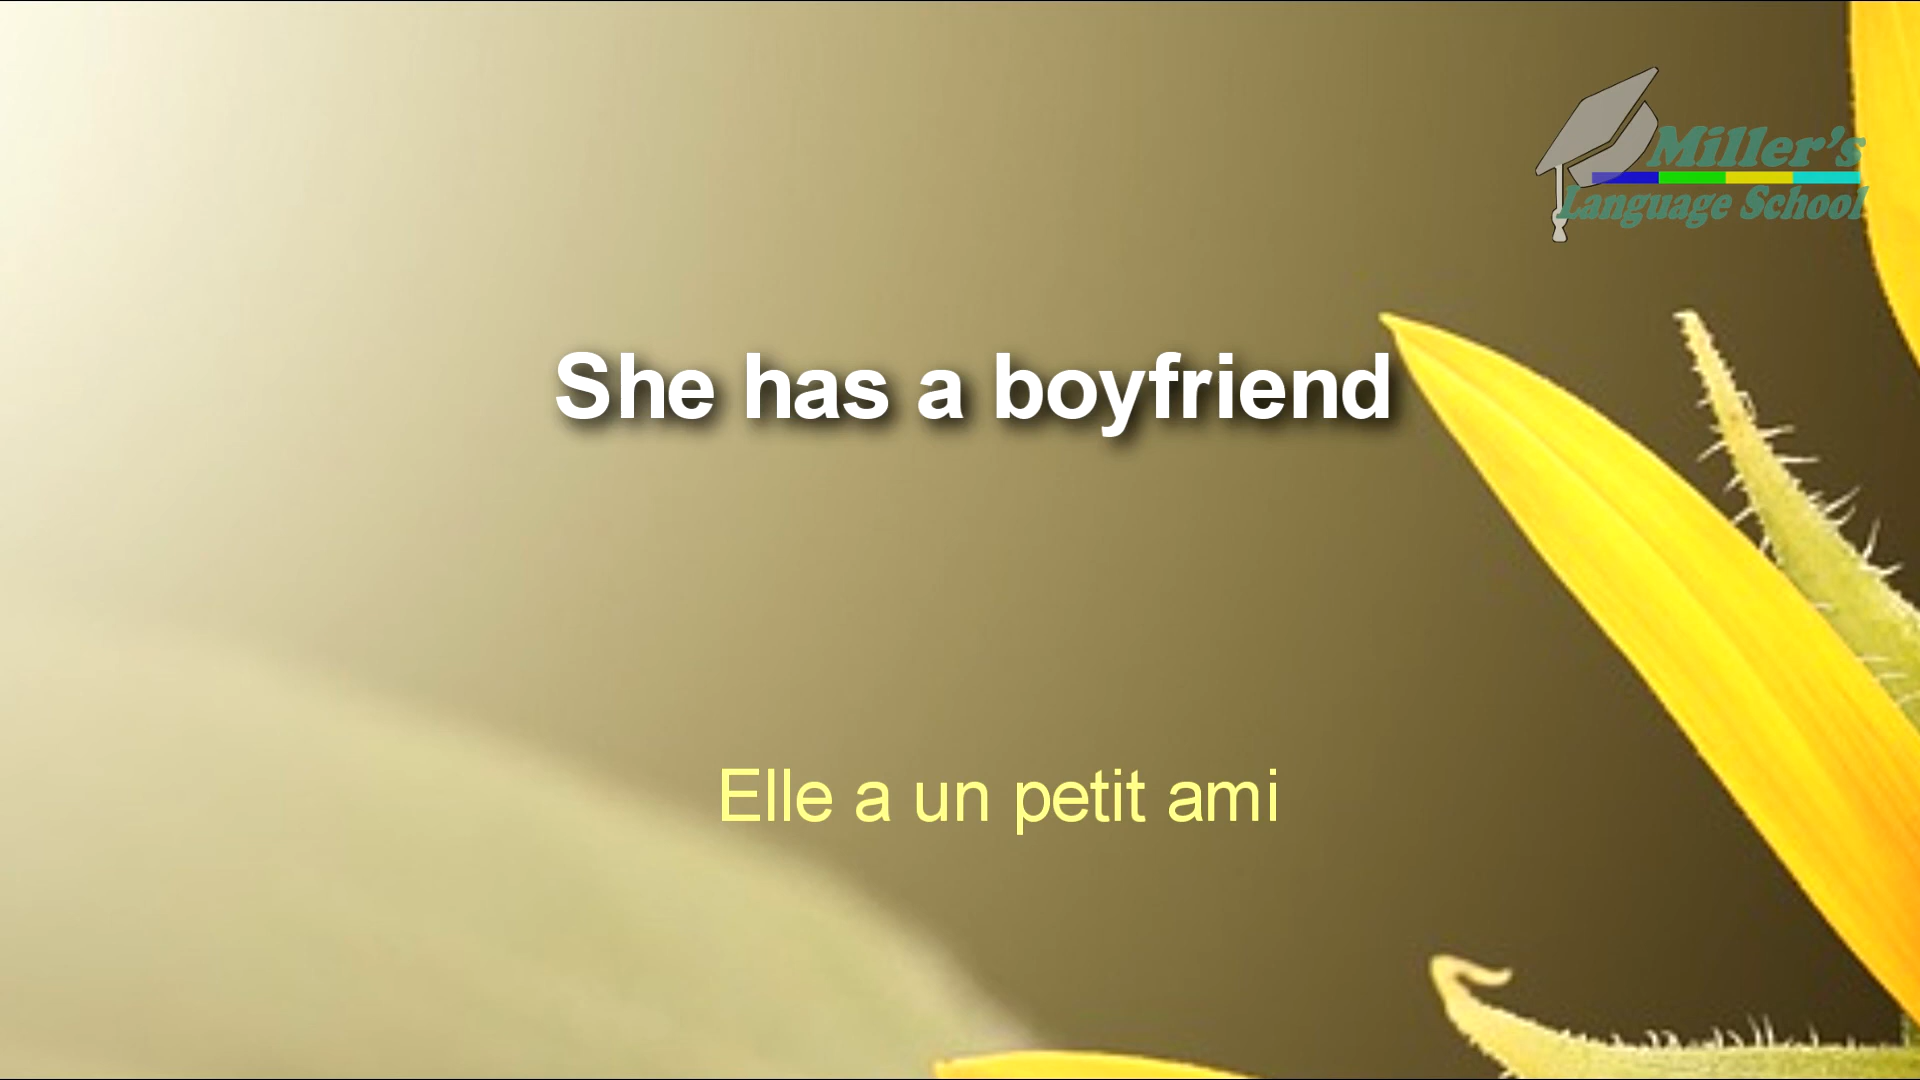 Miller's
Language School
She has a boyfriend
Elle a un petit ami